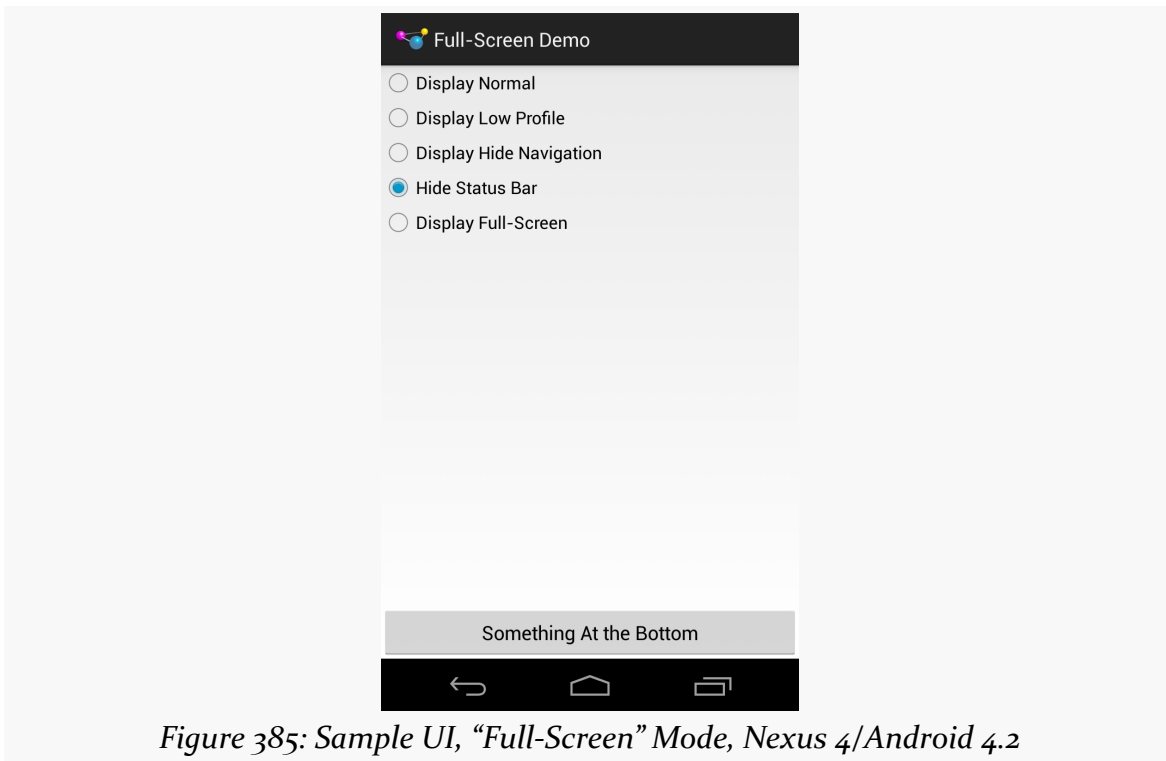 Full-Screen Demo
Display Normal
Display Low Profile
Display Hide Navigation
Hide Status Bar
Display Full-Screen
Something At the Bottom
Figure 385: Sample UI, “Full-Screen” Mode, Nexus 4/Android 4.2